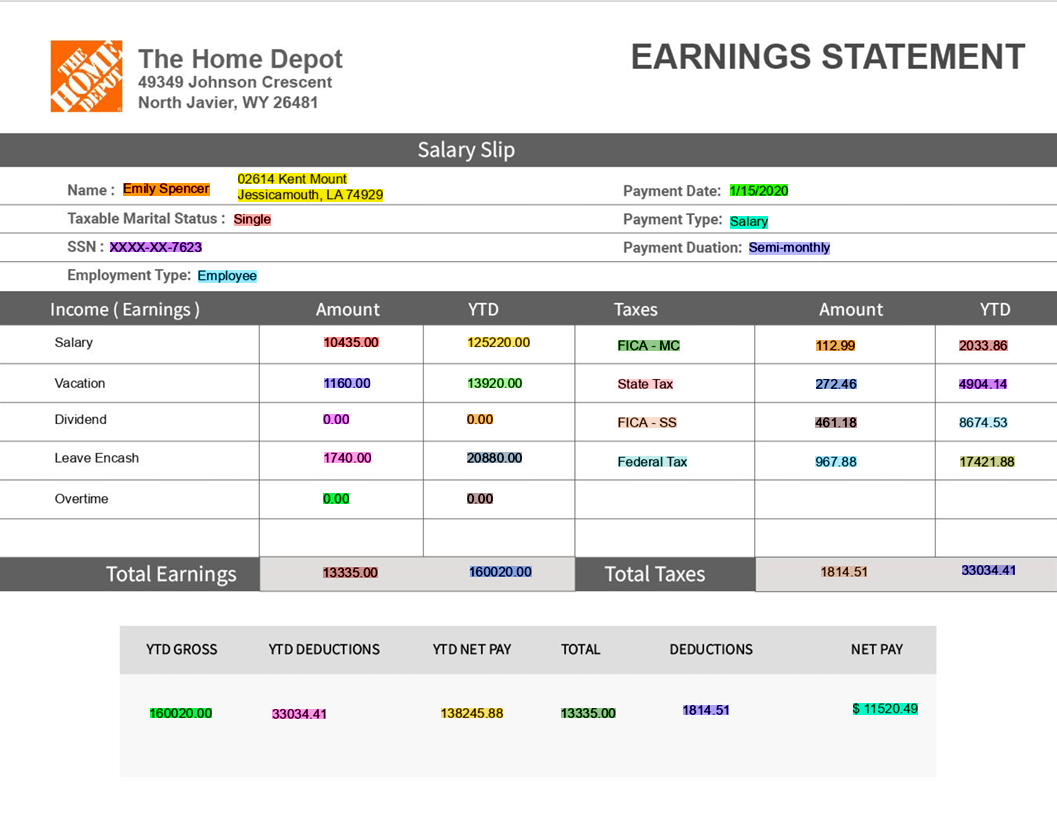 THE HOME DEPOT
The Home Depot
49349 Johnson Crescent
North Javier, WY 26481
EARNINGS STATEMENT
Salary Slip
Name : Emily Spencer 02614 Kent Mount
Jessicamouth, LA 74929
Payment Date: 1/15/2020
Taxable Marital Status : Single Payment Type: Salary
SSN : XXXX-XX-7623 Payment Duation: Semi-monthly
Employment Type: Employee
Income ( Earnings ) Amount YTD Taxes Amount YTD
Salary 10435.00 125220.00 FICA - MC 112.99 2033.86
Vacation 1160.00 13920.00 State Tax 272.46 4904.14
Dividend 0.00 0.00 FICA - SS 461.18 8674.53
Leave Encash 1740.00 20880.00 Federal Tax 967.88 17421.88
Overtime 0.00 0.00
Total Earnings 13335.00 160020.00 Total Taxes 1814.51 33034.41
YTD GROSS YTD DEDUCTIONS YTD NET PAY TOTAL DEDUCTIONS NET PAY
160020.00 33034.41 138245.88 13335.00 1814.51 $ 11520.49